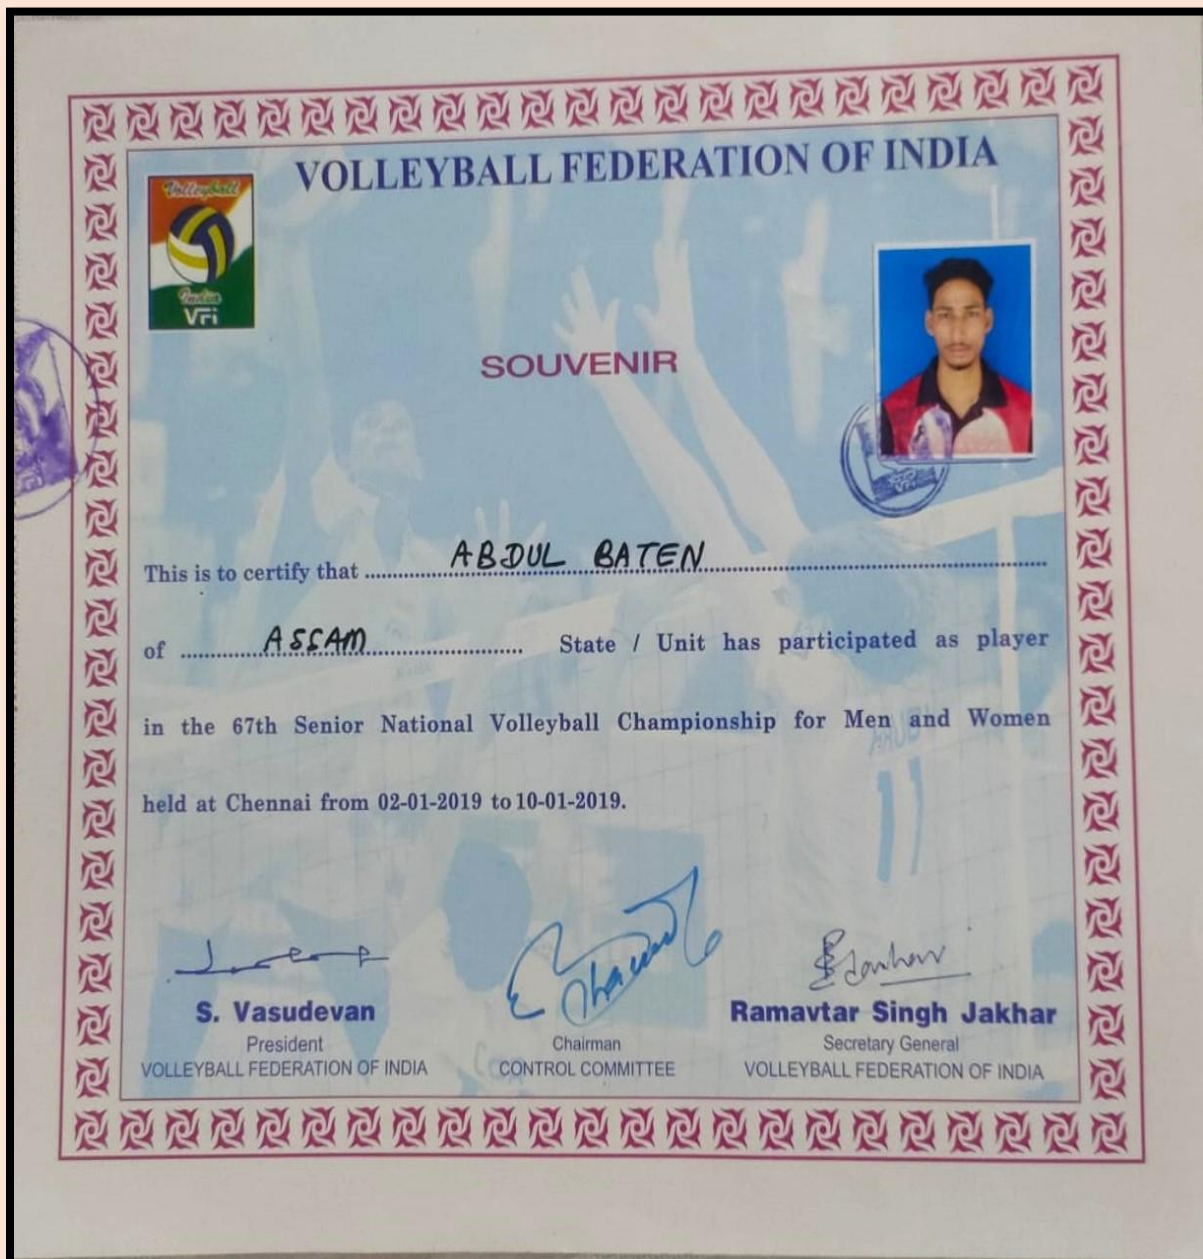 VOLLEYBALL FEDERATION OF INDIA
Volleyball
India
VFi
SOUVENIR
This is to certify that ABDUL BATEN
of ASSAM State / Unit has participated as player
in the 67th Senior National Volleyball Championship for Men and Women
held at Chennai from 02-01-2019 to 10-01-2019.
S. Vasudevan
President
VOLLEYBALL FEDERATION OF INDIA
Chairman
CONTROL COMMITTEE
Ramavtar Singh Jakhar
Secretary General
VOLLEYBALL FEDERATION OF INDIA